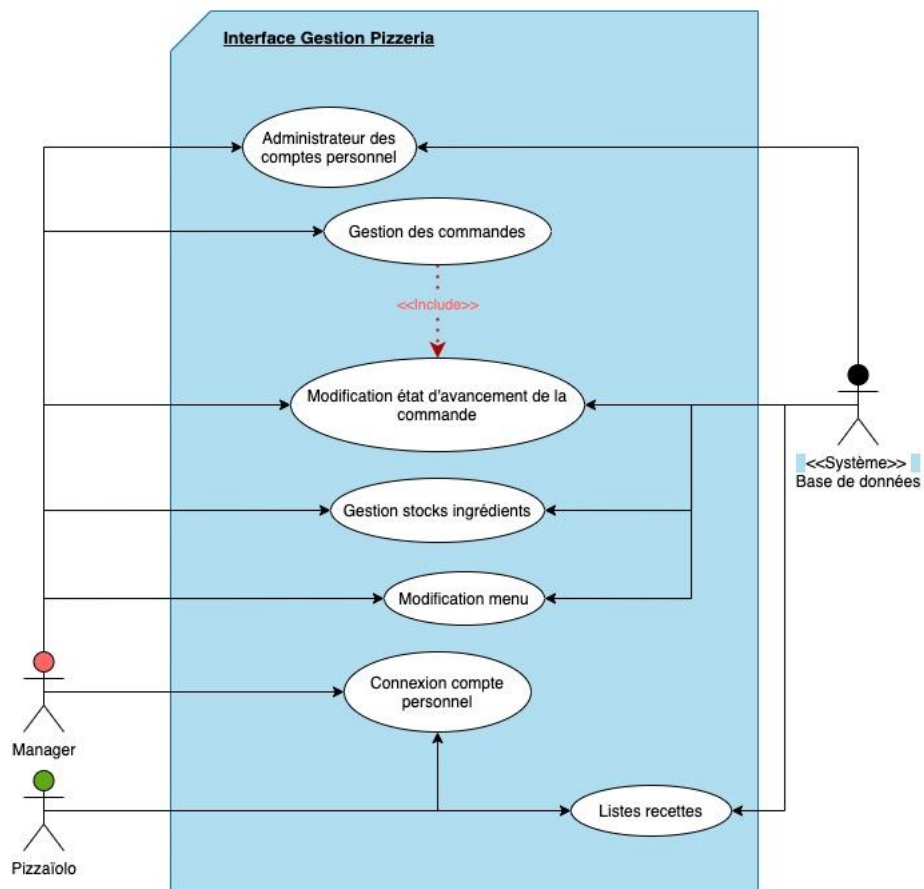 Interface Gestion Pizzeria
Administrateur des
comptes personnel
Gestion des commandes
<<Include>>
Modification état d'avancement de la
commande
<<Système>>
Base de données
Gestion stocks ingrédients
Modification menu
Connexion compte
personnel
Manager
Listes recettes
Pizzaïolo